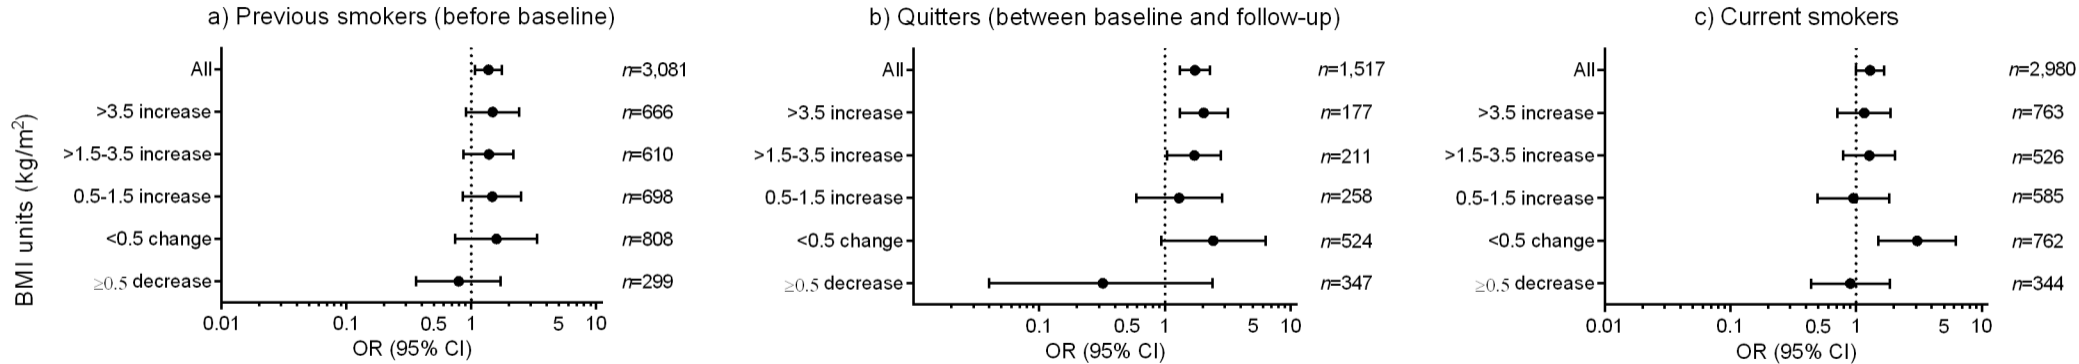 a) Previous smokers (before baseline)
BMI units (kg/m²)
All
n=3,081
>3.5 increase
n=666
>1.5-3.5 increase
n=610
0.5-1.5 increase
n=698
<0.5 change
n=808
≥0.5 decrease
n=299
0.01 0.1 0.5 1 5 10
OR (95% CI)
b) Quitters (between baseline and follow-up)
All
n=1,517
>3.5 increase
n=177
>1.5-3.5 increase
n=211
0.5-1.5 increase
n=258
<0.5 change
n=524
≥0.5 decrease
n=347
0.1 0.5 1 5 10
OR (95% CI)
c) Current smokers
All
n=2,980
>3.5 increase
n=763
>1.5-3.5 increase
n=526
0.5-1.5 increase
n=585
<0.5 change
n=762
≥0.5 decrease
n=344
0.01 0.1 0.5 1 5 10
OR (95% CI)